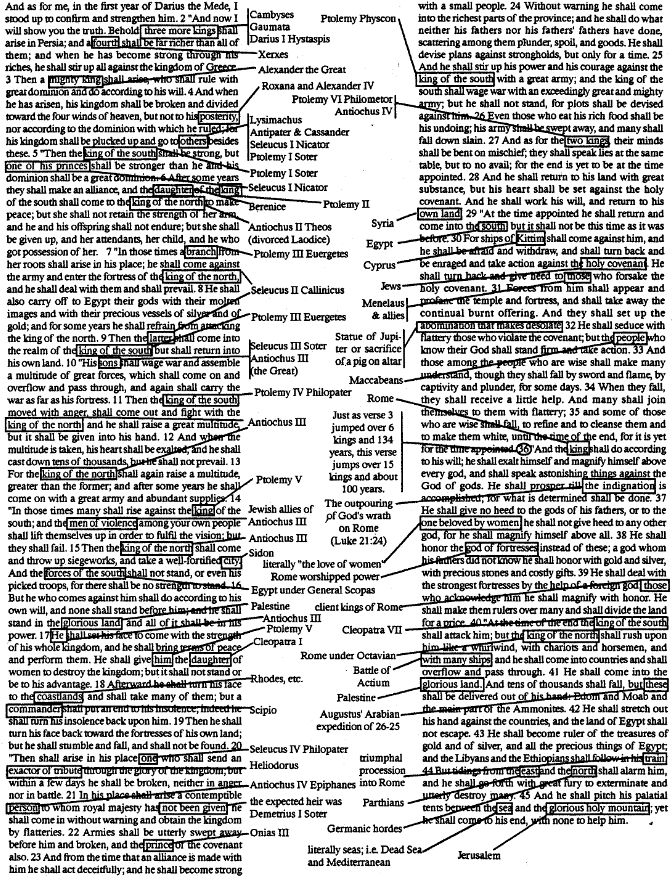 And as for me, in the first year of Darius the Mede, I
stood up to confirm and strengthen him. 2 "And now I
will show you the truth. Behold three more kings shall
arise in Persia; and a fourth shall be far richer than all of
them; and when he has become strong through his
riches, he shall stir up all against the kingdom of Greece.
3 Then a mighty king shall arise, who shall rule with
great dominion and do according to his will. 4 And when
he has arisen, his kingdom shall be broken and divided
toward the four winds of heaven, but not to his posterity,
nor according to the dominion with which he ruled; for
his kingdom shall be plucked up and go to others besides
these. 5 "Then the king of the south shall be strong, but
one of his princes shall be stronger than he and his
dominion shall be a great dominion. 6 After some years
they shall make an alliance, and the daughter of the king
of the south shall come to the king of the north to make
peace; but she shall not retain the strength of her arm,
and he and his offspring shall not endure; but she shall
be given up, and her attendants, her child, and he who
got possession of her. 7 "In those times a branch from
her roots shall arise in his place; he shall come against
the army and enter the fortress of the king of the north,
and he shall deal with them and shall prevail. 8 He shall
also carry off to Egypt their gods with their molten
images and with their precious vessels of silver and of
gold; and for some years he shall refrain from attacking
the king of the north. 9 Then the latter shall come into
the realm of the king of the south but shall return into
his own land. 10 "His sons shall wage war and assemble
a multitude of great forces, which shall come on and
overflow and pass through, and again shall carry the
war as far as his fortress. 11 Then the king of the south
moved with anger, shall come out and fight with the
king of the north; and he shall raise a great multitude,
but it shall be given into his hand. 12 And when the
multitude is taken, his heart shall be exalted, and he shall
cast down tens of thousands, but he shall not prevail. 13
For the king of the north shall again raise a multitude,
greater than the former; and after some years he shall
come on with a great army and abundant supplies. 14
"In those times many shall rise against the king of the
south; and the men of violence among your own people
shall lift themselves up in order to fulfil the vision; but
they shall fail. 15 Then the king of the north shall come
and throw up siegeworks, and take a well-fortified city.
And the forces of the south shall not stand, or even his
picked troops, for there shall be no strength to stand. 16
But he who comes against him shall do according to his
own will, and none shall stand before him; and he shall
stand in the glorious land and all of it shall be in his
power. 17 He shall set his face to come with the strength
of his whole kingdom, and he shall bring terms of peace
and perform them. He shall give him the daughter of
women to destroy the kingdom; but it shall not stand or
be to his advantage. 18 Afterward he shall turn his face
to the coastlands and shall take many of them; but a
commander shall put an end to his insolence; indeed he
shall turn his insolence back upon him. 19 Then he shall
turn his face back toward the fortresses of his own land;
but he shall stumble and fall, and shall not be found. 20
"Then shall arise in his place one who shall send an
exactor of tribute through the glory of the kingdom; but
within a few days he shall be broken, neither in anger
nor in battle. 21 In his place shall arise a contemptible
person to whom royal majesty has not been given; he
shall come in without warning and obtain the kingdom
by flatteries. 22 Armies shall be utterly swept away
before him and broken, and the prince of the covenant
also. 23 And from the time that an alliance is made with
him he shall act deceitfully; and he shall become strong
Cambyses
Gaumata
Darius I Hystaspis
Xerxes
Alexander the Great
Roxana and Alexander IV
Lysimachus
Antipater & Cassander
Seleucus I Nicator
Ptolemy I Soter
Ptolemy I Soter
Seleucus I Nicator
Ptolemy II
Berenice
Antiochus II Theos
(divorced Laodice)
Ptolemy III Euergetes
Seleucus II Callinicus
Ptolemy III Euergetes
Seleucus III Soter
Antiochus III
(the Great)
Ptolemy IV Philopater
Antiochus III
Ptolemy V
Jewish allies of
Antiochus III
Antiochus III
Sidon
Egypt under General Scopas
Palestine
Antiochus III
Ptolemy V
Cleopatra I
Rhodes, etc.
Scipio
Seleucus IV Philopater
Heliodorus
Antiochus IV Epiphanes
the expected heir was
Demetrius I Soter
Onias III
Ptolemy Physcon
Ptolemy VI Philometor
Antiochus IV
Syria
Egypt
Cyprus
Jews
Menelaus
& allies
Statue of Jupi-
ter or sacrifice
of a pig on altar
Maccabeans
Rome
Just as verse 3
jumped over 6
kings and 134
years, this verse
jumps over 15
kings and about
100 years.
The outpouring
of God's wrath
on Rome
(Luke 21:24)
literally "the love of women"
Rome worshipped power
client kings of Rome
Cleopatra VII
Rome under Octavian
Battle of
Actium
Palestine
Augustus' Arabian
expedition of 26-25
triumphal
procession
into Rome
Parthians
Germanic hordes
literally seas; i.e. Dead Sea
and Mediterranean
Jerusalem
with a small people. 24 Without warning he shall come
into the richest parts of the province; and he shall do what
neither his fathers nor his fathers' fathers have done,
scattering among them plunder, spoil, and goods. He shall
devise plans against strongholds, but only for a time. 25
And he shall stir up his power and his courage against the
king of the south with a great army; and the king of the
south shall wage war with an exceedingly great and mighty
army; but he shall not stand, for plots shall be devised
against him. 26 Even those who eat his rich food shall be
his undoing; his army shall be swept away, and many shall
fall down slain. 27 And as for the two kings, their minds
shall be bent on mischief; they shall speak lies at the same
table, but to no avail; for the end is yet to be at the time
appointed. 28 And he shall return to his land with great
substance, but his heart shall be set against the holy
covenant. And he shall work his will, and return to his
own land. 29 "At the time appointed he shall return and
come into the south; but it shall not be this time as it was
before. 30 For ships of Kittim shall come against him, and
he shall be afraid and withdraw, and shall turn back and
be enraged and take action against the holy covenant. He
shall turn back and give heed to those who forsake the
holy covenant. 31 Forces from him shall appear and
profane the temple and fortress, and shall take away the
continual burnt offering. And they shall set up the
abomination that makes desolate. 32 He shall seduce with
flattery those who violate the covenant; but the people who
know their God shall stand firm and take action. 33 And
those among the people who are wise shall make many
understand, though they shall fall by sword and flame, by
captivity and plunder, for some days. 34 When they fall,
they shall receive a little help. And many shall join
themselves to them with flattery; 35 and some of those
who are wise shall fall, to refine and to cleanse them and
to make them white, until the time of the end, for it is yet
for the time appointed. 36 "And the king shall do according
to his will; he shall exalt himself and magnify himself above
every god, and shall speak astonishing things against the
God of gods. He shall prosper till the indignation is
accomplished; for what is determined shall be done. 37
He shall give no heed to the gods of his fathers, or to the
one beloved by women; he shall not give heed to any other
god, for he shall magnify himself above all. 38 He shall
honor the god of fortresses instead of these; a god whom
his fathers did not know he shall honor with gold and silver,
with precious stones and costly gifts. 39 He shall deal with
the strongest fortresses by the help of a foreign god; those
who acknowledge him he shall magnify with honor. He
shall make them rulers over many and shall divide the land
for a price. 40 "At the time of the end the king of the south
shall attack him; but the king of the north shall rush upon
him like a whirlwind, with chariots and horsemen, and
with many ships; and he shall come into countries and shall
overflow and pass through. 41 He shall come into the
glorious land. And tens of thousands shall fall, but these
shall be delivered out of his hand: Edom and Moab and
the main part of the Ammonites. 42 He shall stretch out
his hand against the countries, and the land of Egypt shall
not escape. 43 He shall become ruler of the treasures of
gold and of silver, and all the precious things of Egypt;
and the Libyans and the Ethiopians shall follow in his train.
44 But tidings from the east and the north shall alarm him,
and he shall go forth with great fury to exterminate and
utterly destroy many. 45 And he shall pitch his palatial
tents between the sea and the glorious holy mountain; yet
he shall come to his end, with none to help him.